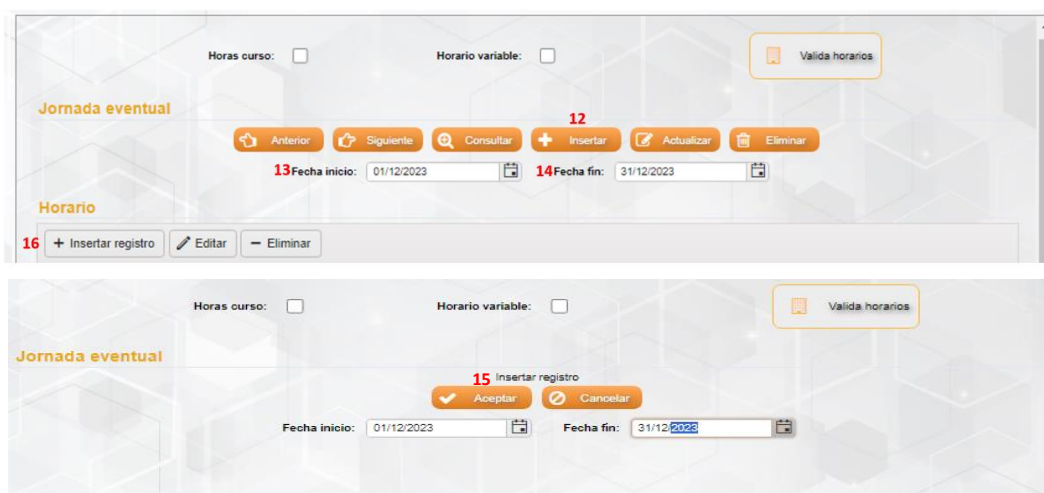 Horas curso: Horario variable: Valida horarios
Jornada eventual
12
Anterior Siguiente Consultar Insertar Actualizar Eliminar
13 Fecha inicio: 01/12/2023 14 Fecha fin: 31/12/2023
Horario
16 + Insertar registro Editar − Eliminar
Horas curso: Horario variable: Valida horarios
Jornada eventual
15 Insertar registro
Aceptar Cancelar
Fecha inicio: 01/12/2023 Fecha fin: 31/12/2023